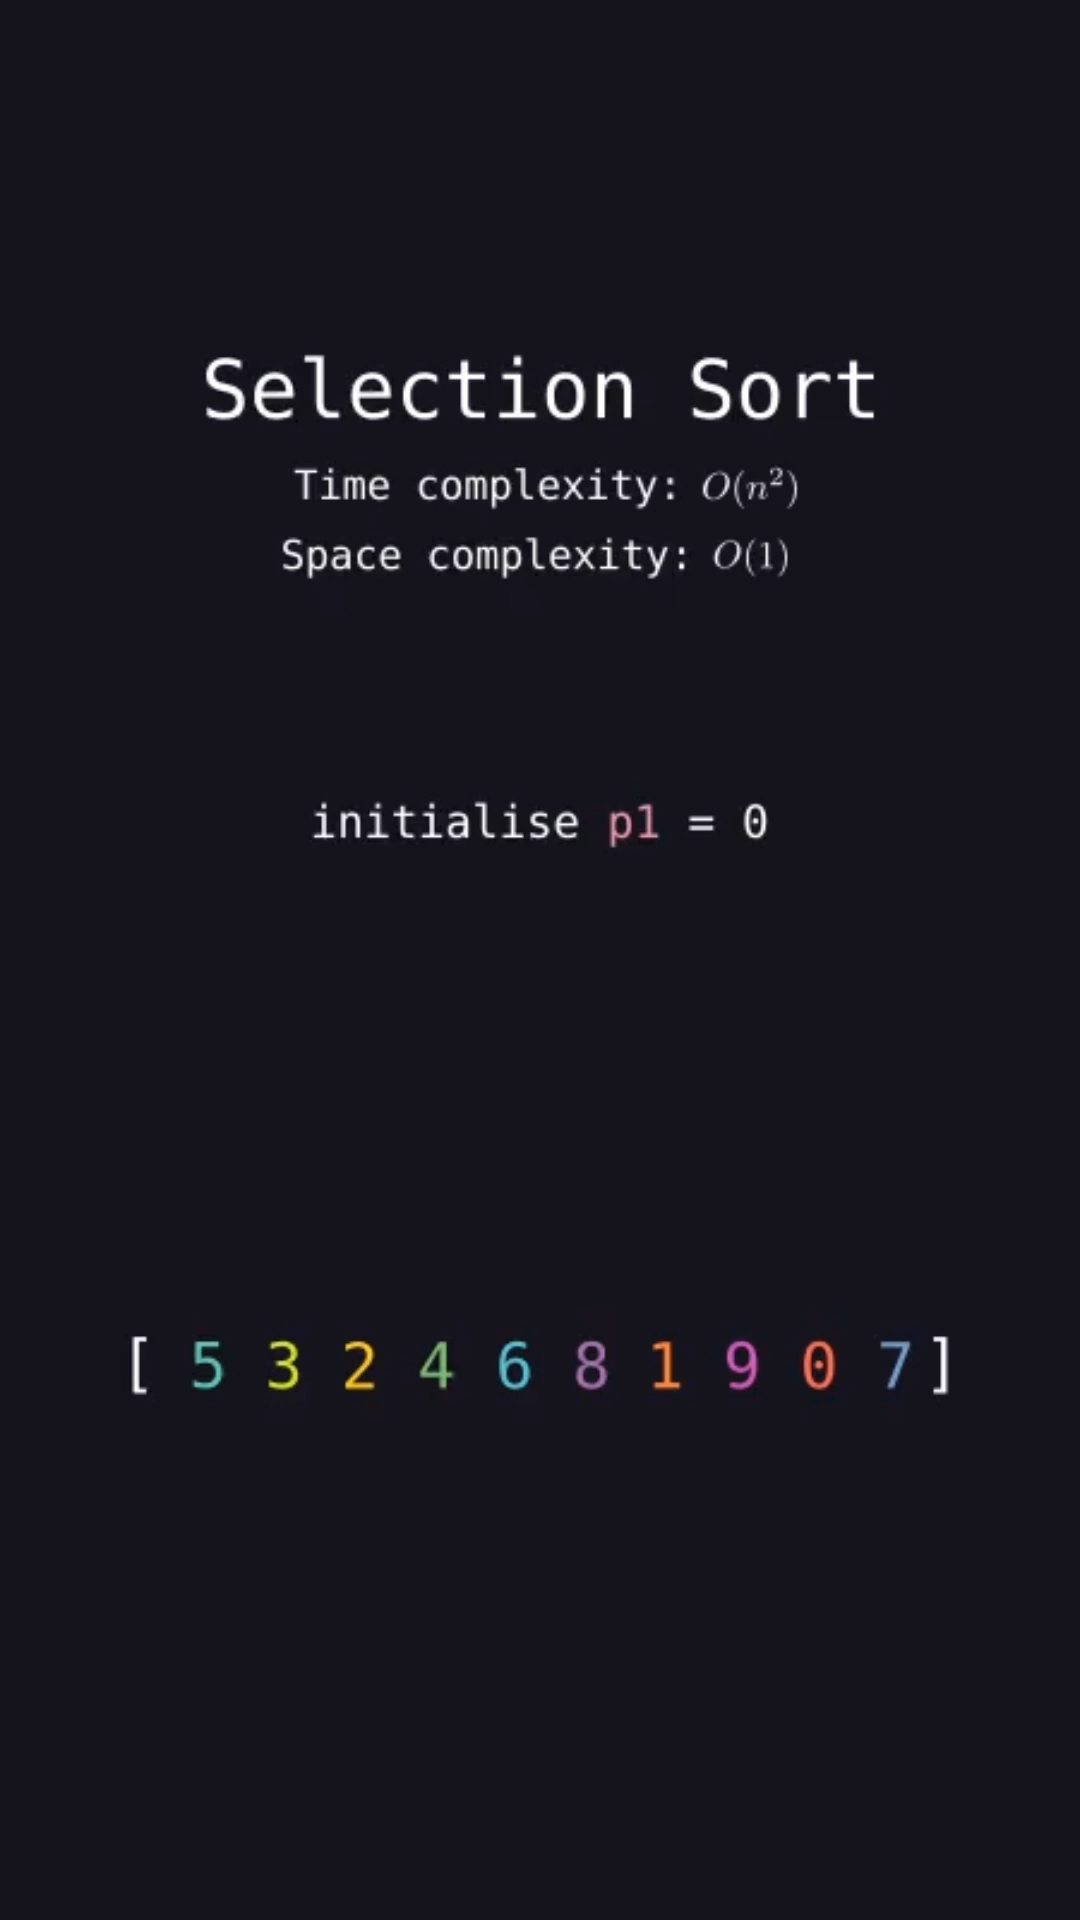 Selection Sort
Time complexity: O(n²)
Space complexity: O(1)
initialise p1 = 0
[ 5 3 2 4 6 8 1 9 0 7 ]